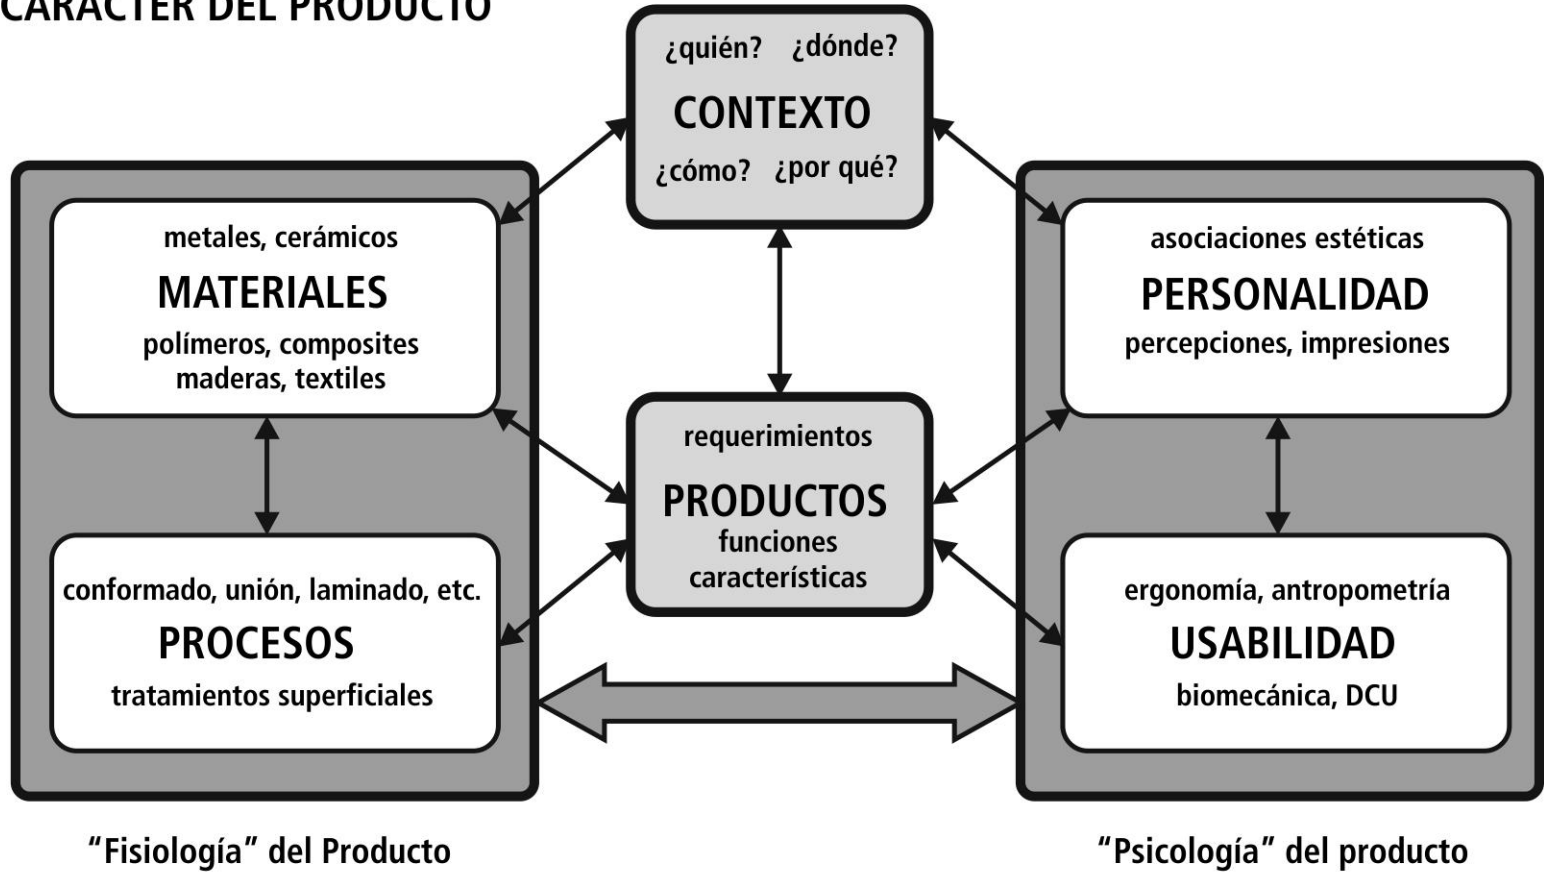 CARÁCTER DEL PRODUCTO
¿quién? ¿dónde?
CONTEXTO
¿cómo? ¿por qué?
metales, cerámicos
MATERIALES
polímeros, composites
maderas, textiles
conformado, unión, laminado, etc.
PROCESOS
tratamientos superficiales
requerimientos
PRODUCTOS
funciones
características
asociaciones estéticas
PERSONALIDAD
percepciones, impresiones
ergonomía, antropometría
USABILIDAD
biomecánica, DCU
“Fisiología” del Producto
“Psicología” del producto